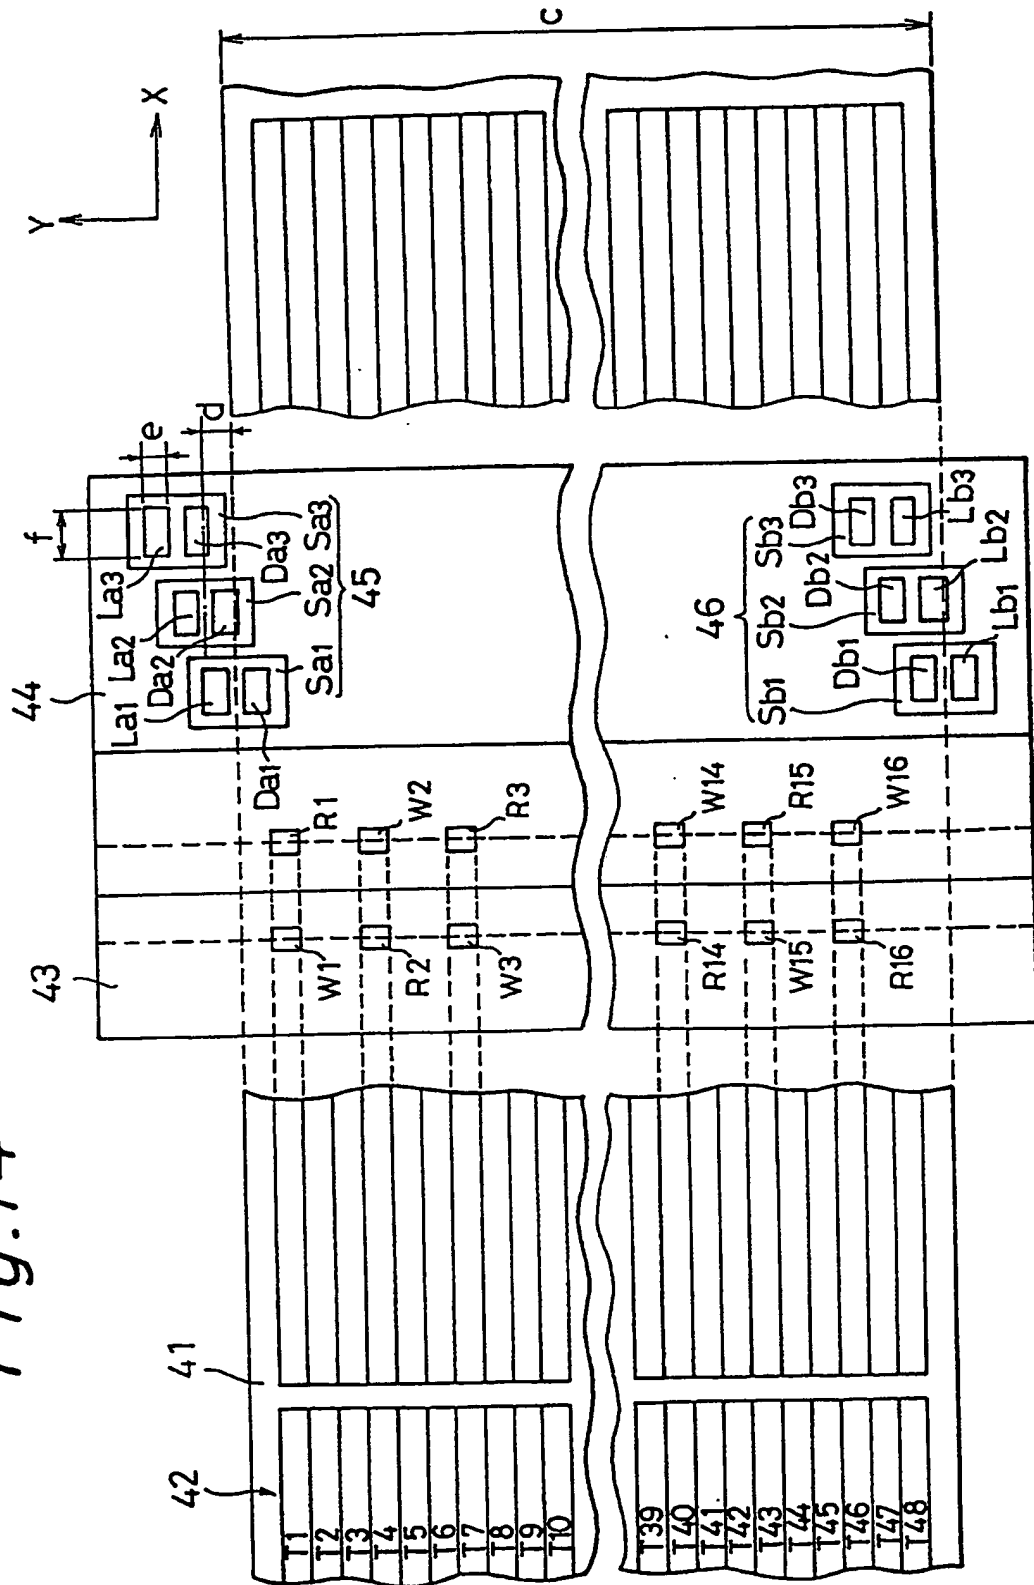 Fig. 14
Y
X
c
44
La1
La2
La3
f
e
d
Da1
Da2
Da3
Sa1
Sa2
Sa3
45
43
R1
W2
R3
W1
R2
W3
46
Sb1
Sb2
Sb3
Db1
Db2
Db3
Lb1
Lb2
Lb3
W14
R15
W16
R14
W15
R16
42
41
T1
T2
T3
T4
T5
T6
T7
T8
T9
T10
T39
T40
T41
T42
T43
T44
T45
T46
T47
T48